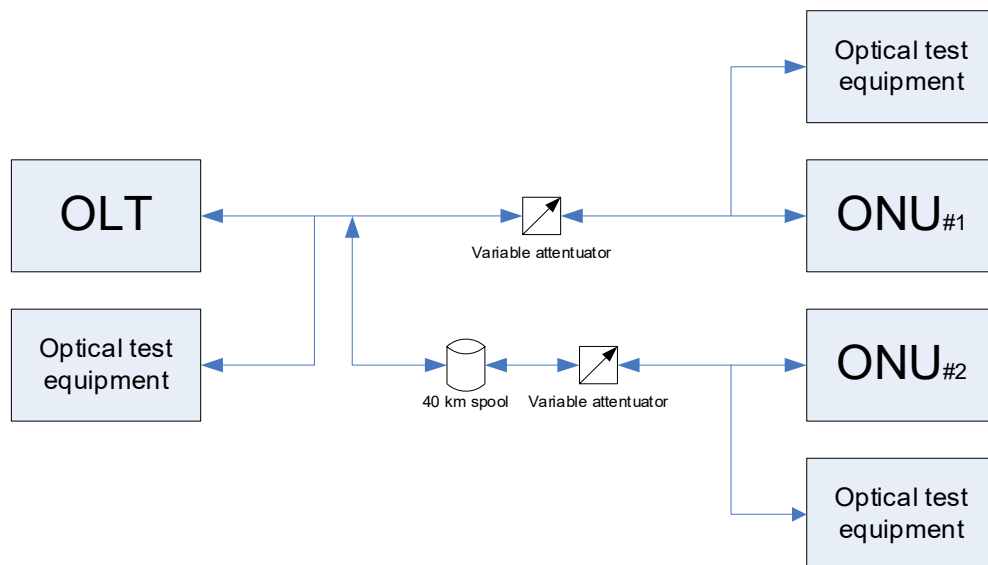 Optical test
equipment
OLT
ONU#1
Variable attentuator
Optical test
equipment
ONU#2
40 km spool
Variable attentuator
Optical test
equipment